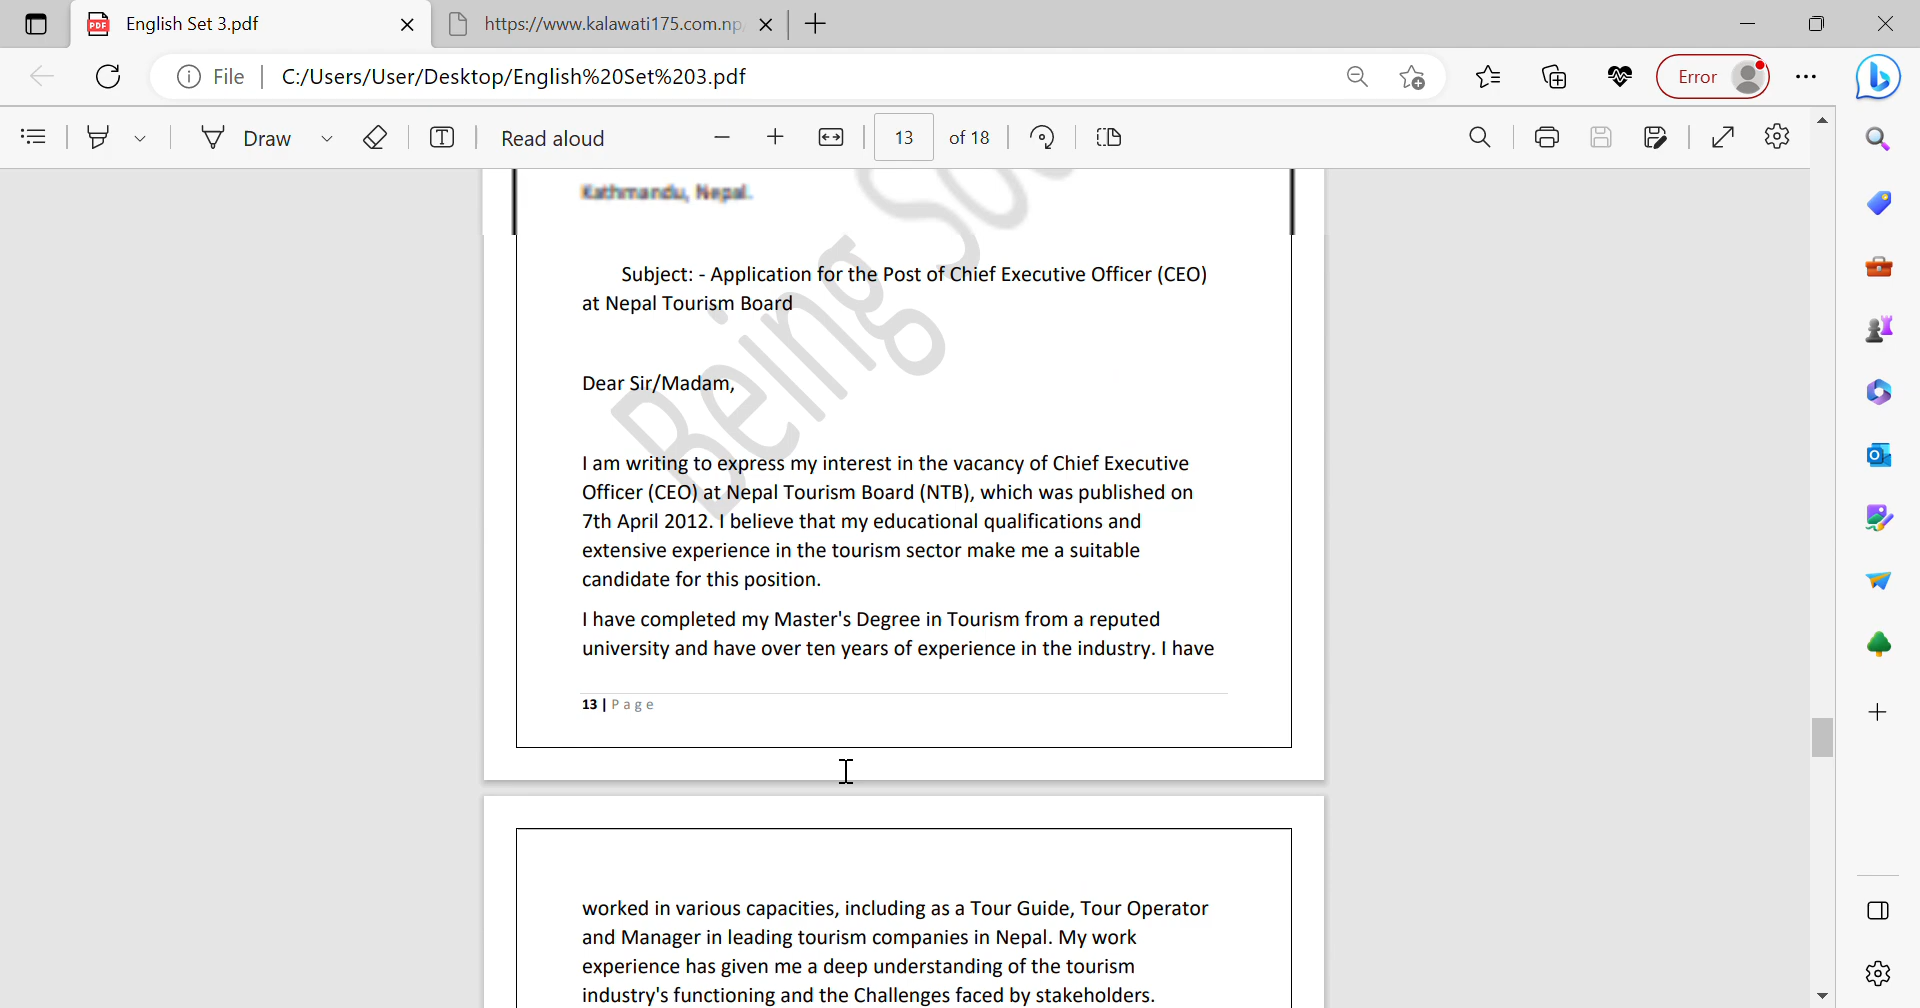 English Set 3.pdf
https://www.kalawati175.com.np
File
C:/Users/User/Desktop/English%20Set%203.pdf
Error
Draw
Read aloud
13
of 18
Kathmandu, Nepal.
Being
Subject: - Application for the Post of Chief Executive Officer (CEO)
at Nepal Tourism Board
Dear Sir/Madam,
I am writing to express my interest in the vacancy of Chief Executive
Officer (CEO) at Nepal Tourism Board (NTB), which was published on
7th April 2012. I believe that my educational qualifications and
extensive experience in the tourism sector make me a suitable
candidate for this position.
I have completed my Master's Degree in Tourism from a reputed
university and have over ten years of experience in the industry. I have
13 | Page
worked in various capacities, including as a Tour Guide, Tour Operator
and Manager in leading tourism companies in Nepal. My work
experience has given me a deep understanding of the tourism
industry's functioning and the Challenges faced by stakeholders.